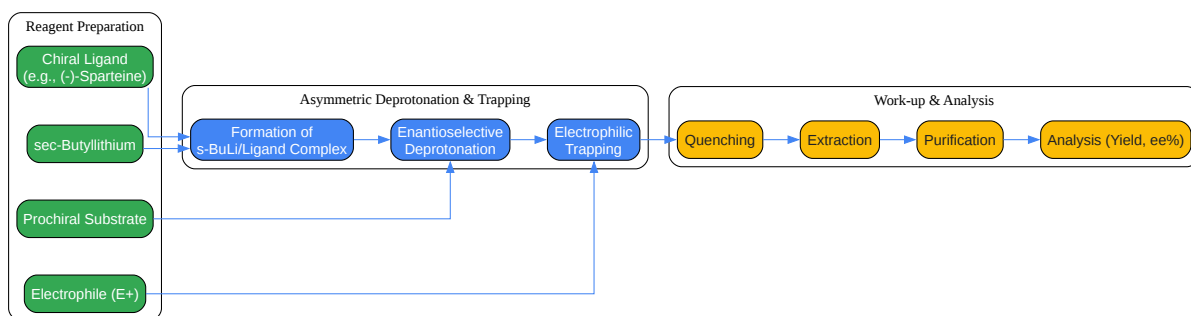 Reagent Preparation
Chiral Ligand
(e.g., (-)-Sparteine)
sec-Butyllithium
Prochiral Substrate
Electrophile (E+)
Asymmetric Deprotonation & Trapping
Formation of
s-BuLi/Ligand Complex
Enantioselective
Deprotonation
Electrophilic
Trapping
Work-up & Analysis
Quenching
Extraction
Purification
Analysis (Yield, ee%)